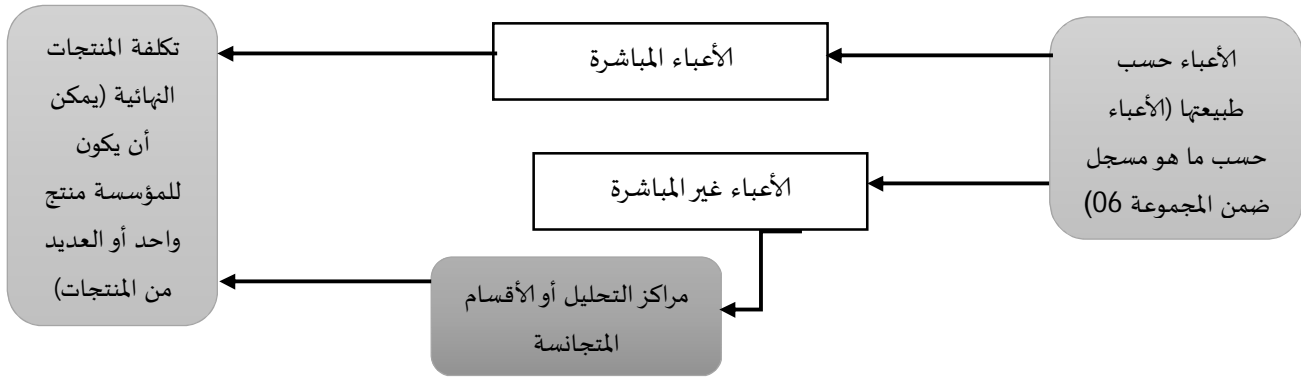 الأعباء حسب
طبيعتها (الأعباء
حسب ما هو مسجل
ضمن المجموعة 06)
الأعباء المباشرة
الأعباء غير المباشرة
مراكز التحليل أو الأقسام
المتجانسة
تكلفة المنتجات
النهائية (يمكن
أن يكون
للمؤسسة منتج
واحد أو العديد
من المنتجات)